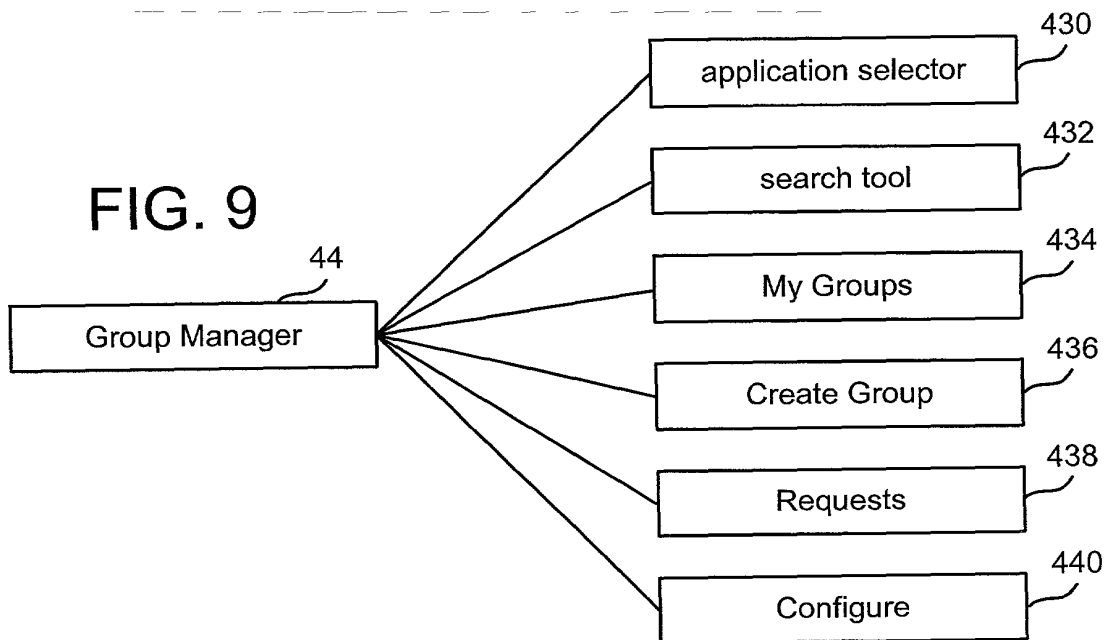 430
application selector
432
search tool
FIG. 9
434
44
My Groups
Group Manager
436
Create Group
438
Requests
440
Configure